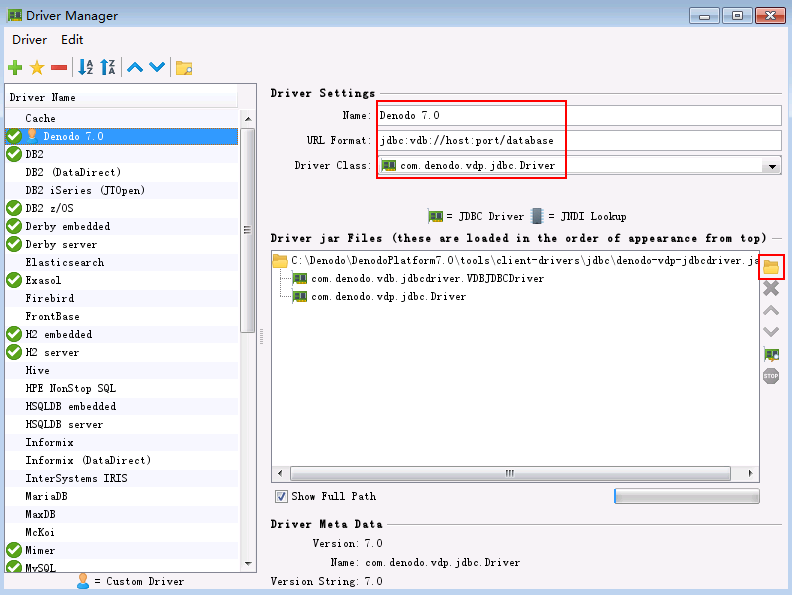 Driver Manager
Driver Edit
Driver Name
Cache
Denodo 7.0
DB2
DB2 (DataDirect)
DB2 iSeries (JTOpen)
DB2 z/OS
Derby embedded
Derby server
Elasticsearch
Exasol
Firebird
FrontBase
H2 embedded
H2 server
Hive
HPE NonStop SQL
HSQLDB embedded
HSQLDB server
Informix
Informix (DataDirect)
InterSystems IRIS
MariaDB
MaxDB
McKoi
Mimer
MySQL
= Custom Driver
Driver Settings
Name: Denodo 7.0
URL Format: jdbc:vdb://host:port/database
Driver Class: com.denodo.vdp.jdbc.Driver
= JDBC Driver = JNDI Lookup
Driver jar Files (these are loaded in the order of appearance from top)
C:\Denodo\DenodoPlatform7.0\tools\client-drivers\jdbc\denodo-vdp-jdbcdriver.ja
com.denodo.vdb.jdbcdriver.VDBJDBCDriver
com.denodo.vdp.jdbc.Driver
STOP
Show Full Path
Driver Meta Data
Version: 7.0
Name: com.denodo.vdp.jdbc.Driver
Version String: 7.0